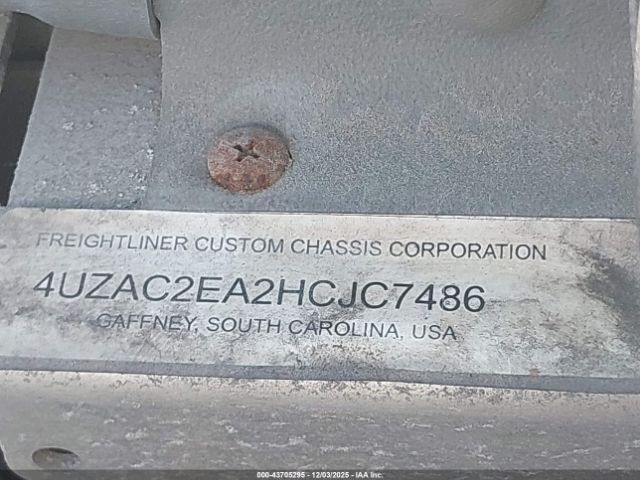 FREIGHTLINER CUSTOM CHASSIS CORPORATION
4UZAC2EA2HCJC7486
GAFFNEY, SOUTH CAROLINA, USA
000-43705295 - 12/03/2025 - IAA Inc.